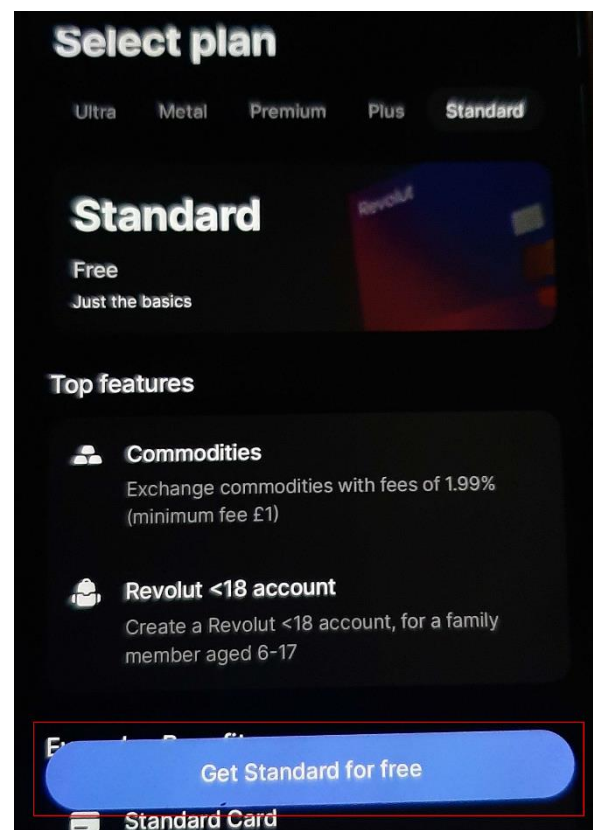 Select plan
Ultra Metal Premium Plus Standard
Standard
Revolut
Free
Just the basics
Top features
Commodities
Exchange commodities with fees of 1.99%
(minimum fee £1)
Revolut <18 account
Create a Revolut <18 account, for a family
member aged 6-17
Get Standard for free
Standard Card